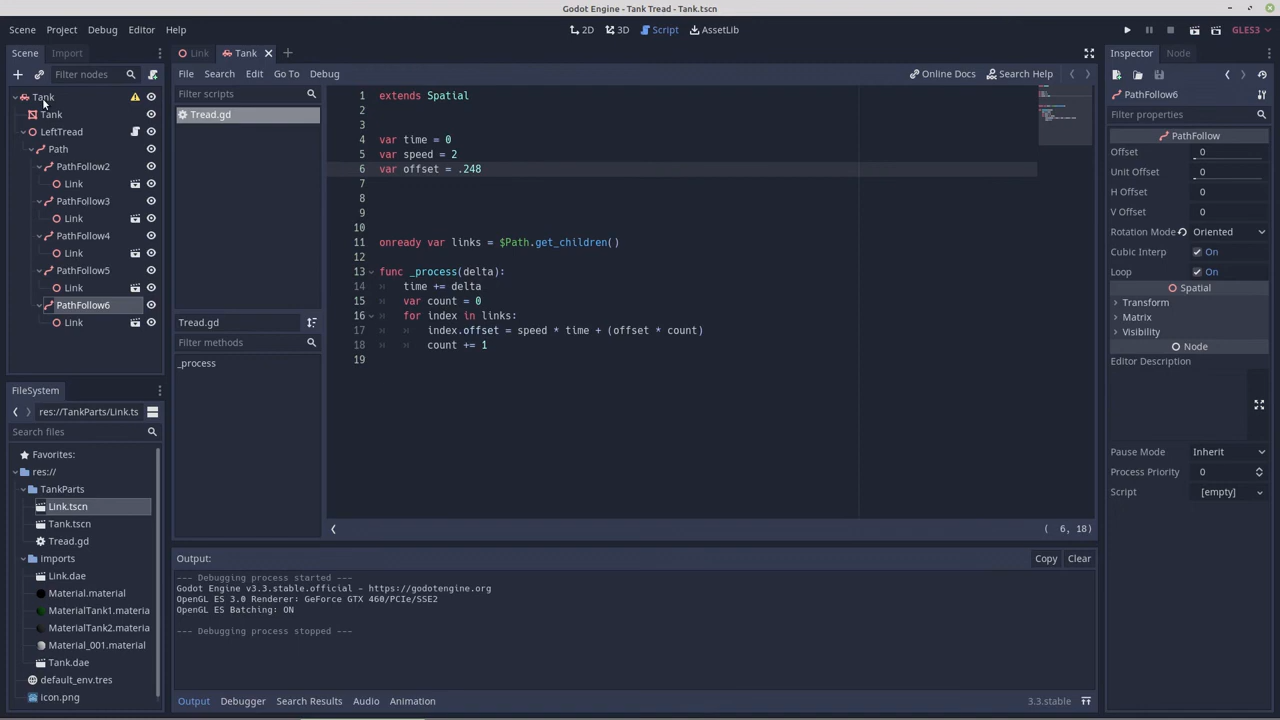 Godot Engine - Tank Tread - Tank.tscn
Scene Project Debug Editor Help
2D 3D Script AssetLib
GLES3
Scene Import
Filter nodes
Tank
Tank
LeftTread
Path
PathFollow2
Link
PathFollow3
Link
PathFollow4
Link
PathFollow5
Link
PathFollow6
Link
FileSystem
res://TankParts/Link.ts
Search files
Favorites:
res://
TankParts
Link.tscn
Tank.tscn
Tread.gd
Imports
Link.dae
Material.material
MaterialTank1.materia
MaterialTank2.materia
Material_001.material
Tank.dae
default_env.tres
icon.png
Link Tank
File Search Edit Go To Debug
Online Docs Search Help
Filter scripts
Tread.gd
Tread.gd
Filter methods
_process
1 extends Spatial
2
3
4 var time = 0
5 var speed = 2
6 var offset = .248
7
8
9
10
11 onready var links = $Path.get_children()
12
13 func _process(delta):
14 time += delta
15 var count = 0
16 for index in links:
17 index.offset = speed * time + (offset * count)
18 count += 1
19
( 6, 18)
Output:
Copy Clear
--- Debugging process started ---
Godot Engine v3.3.stable.official - https://godotengine.org
OpenGL ES 3.0 Renderer: GeForce GTX 460/PCIe/SSE2
OpenGL ES Batching: ON
--- Debugging process stopped ---
Output Debugger Search Results Audio Animation
3.3.stable
Inspector Node
PathFollow6
Filter properties
PathFollow
Offset 0
Unit Offset 0
H Offset 0
V Offset 0
Rotation Mode Oriented
Cubic Interp On
Loop On
Spatial
Transform
Matrix
Visibility
Node
Editor Description
Pause Mode Inherit
Process Priority 0
Script [empty]